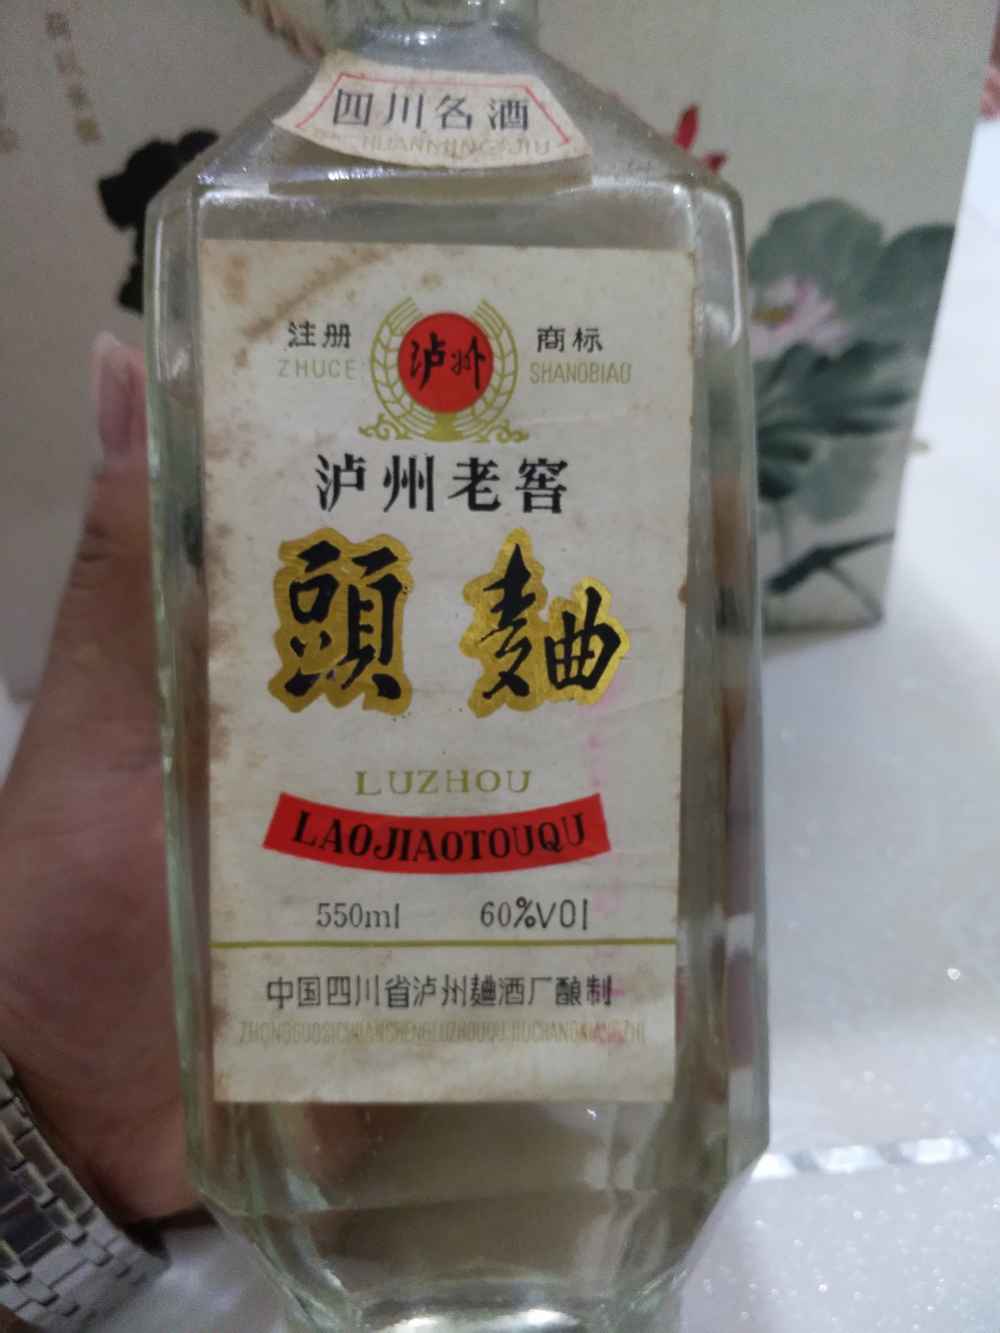 四川名酒
注册 商标
ZHUCE SHANGBIAO
泸州
泸州老窖
頭麯
LUZHOU
LAOJIAOTOUQU
550ml 60%VOl
中国四川省泸州麯酒厂酿制